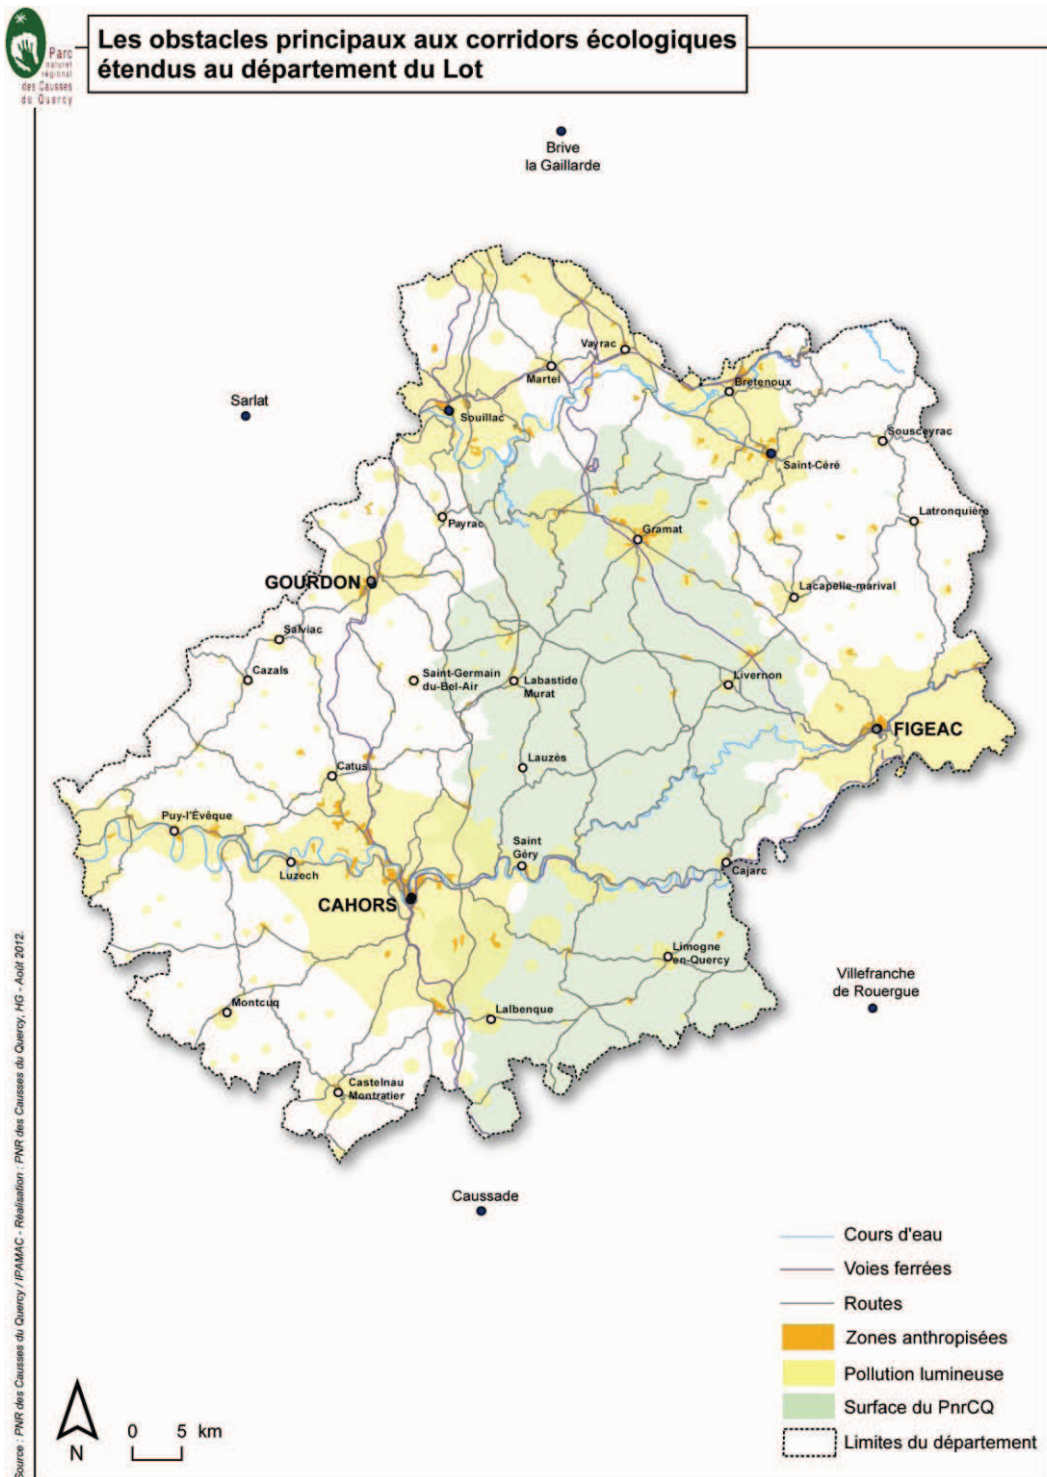 Parc
naturel
régional
des Causses
du Quercy
Les obstacles principaux aux corridors écologiques
étendus au département du Lot
Brive
la Gaillarde
Vayrac
Martel
Bretenoux
Sarlat
Souillac
Sousceyrac
Saint-Céré
Payrac
Gramat
Latronquière
GOURDON
Lacapelle-marival
Salviac
Cazals
Saint-Germain
du-Bel-Air
Labastide
Murat
Livernon
FIGEAC
Catus
Lauzès
Puy-l'Évêque
Saint
Géry
Luzech
Cajarc
CAHORS
Limogne
en-Quercy
Villefranche
de Rouergue
Montcuq
Lalbenque
Castelnau
Montratier
Caussade
Cours d'eau
Voies ferrées
Routes
Zones anthropisées
Pollution lumineuse
Surface du PnrCQ
Limites du département
N
0 5 km
Source : PNR des Causses du Quercy / IPAMAC - Réalisation : PNR des Causses du Quercy, HG - Août 2012.